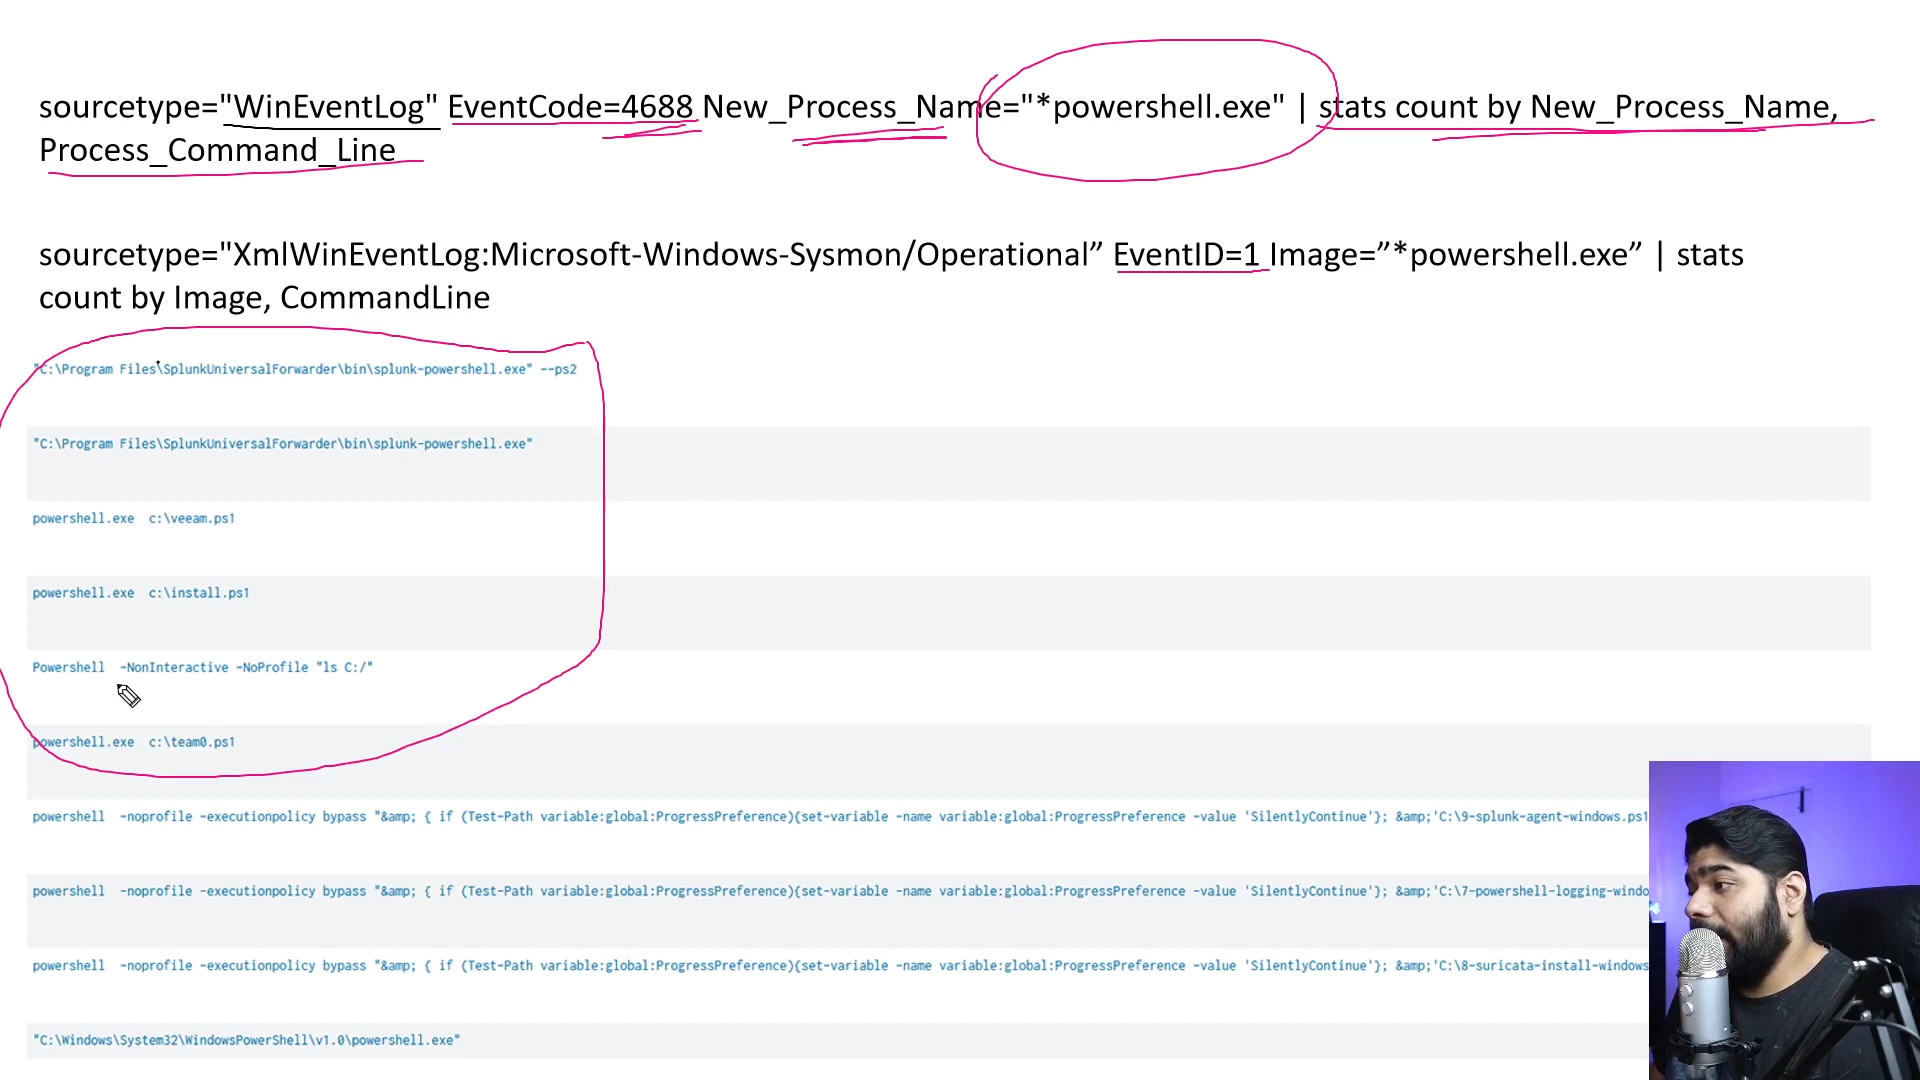 sourcetype="WinEventLog" EventCode=4688 New_Process_Name="*powershell.exe" | stats count by New_Process_Name,
Process_Command_Line
sourcetype="XmlWinEventLog:Microsoft-Windows-Sysmon/Operational” EventID=1 Image=”*powershell.exe” | stats
count by Image, CommandLine
"C:\Program Files\SplunkUniversalForwarder\bin\splunk-powershell.exe" --ps2
"C:\Program Files\SplunkUniversalForwarder\bin\splunk-powershell.exe"
powershell.exe  c:\veeam.ps1
powershell.exe  c:\install.ps1
Powershell  -NonInteractive -NoProfile "ls C:/"
powershell.exe  c:\team0.ps1
powershell  -noprofile -executionpolicy bypass "&amp; { if (Test-Path variable:global:ProgressPreference){set-variable -name variable:global:ProgressPreference -value 'SilentlyContinue'}; &amp;'C:\9-splunk-agent-windows.ps1
powershell  -noprofile -executionpolicy bypass "&amp; { if (Test-Path variable:global:ProgressPreference){set-variable -name variable:global:ProgressPreference -value 'SilentlyContinue'}; &amp;'C:\7-powershell-logging-windo
powershell  -noprofile -executionpolicy bypass "&amp; { if (Test-Path variable:global:ProgressPreference){set-variable -name variable:global:ProgressPreference -value 'SilentlyContinue'}; &amp;'C:\8-suricata-install-windows
"C:\Windows\System32\WindowsPowerShell\v1.0\powershell.exe"